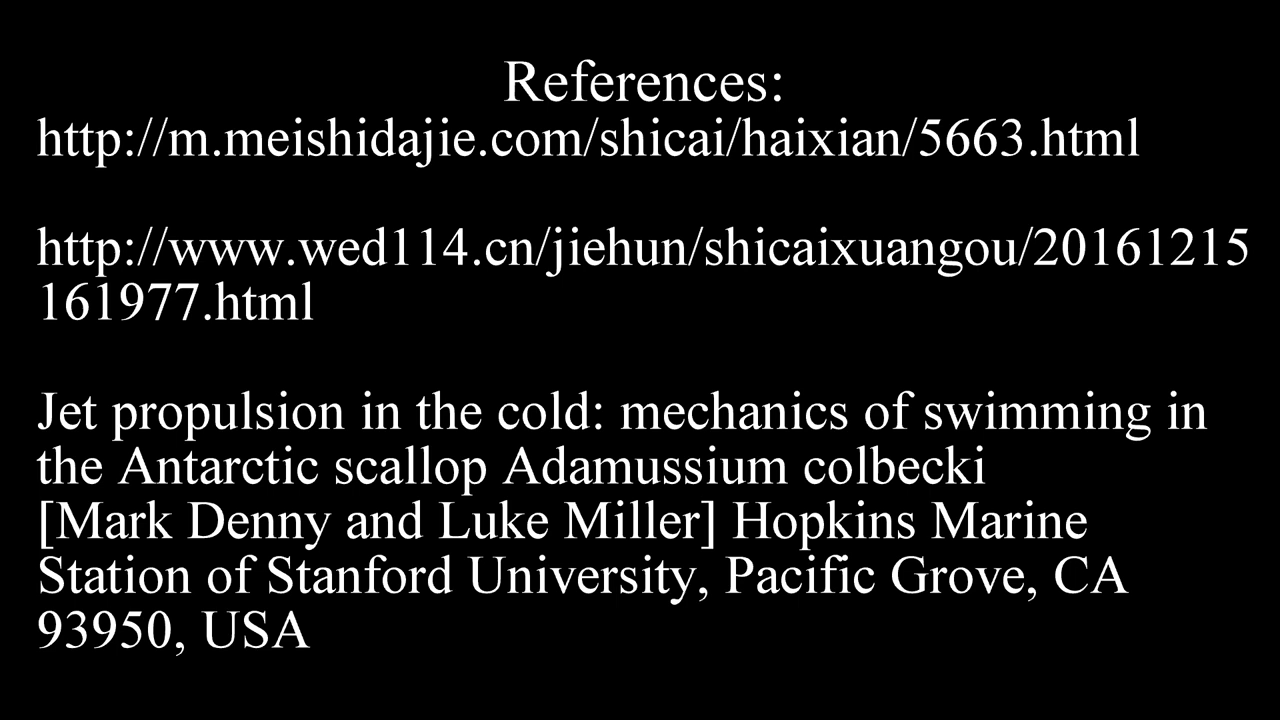 References:
http://m.meishidajie.com/shicai/haixian/5663.html
http://www.wed114.cn/jiehun/shicaixuangou/20161215
161977.html
Jet propulsion in the cold: mechanics of swimming in
the Antarctic scallop Adamussium colbecki
[Mark Denny and Luke Miller] Hopkins Marine
Station of Stanford University, Pacific Grove, CA
93950, USA